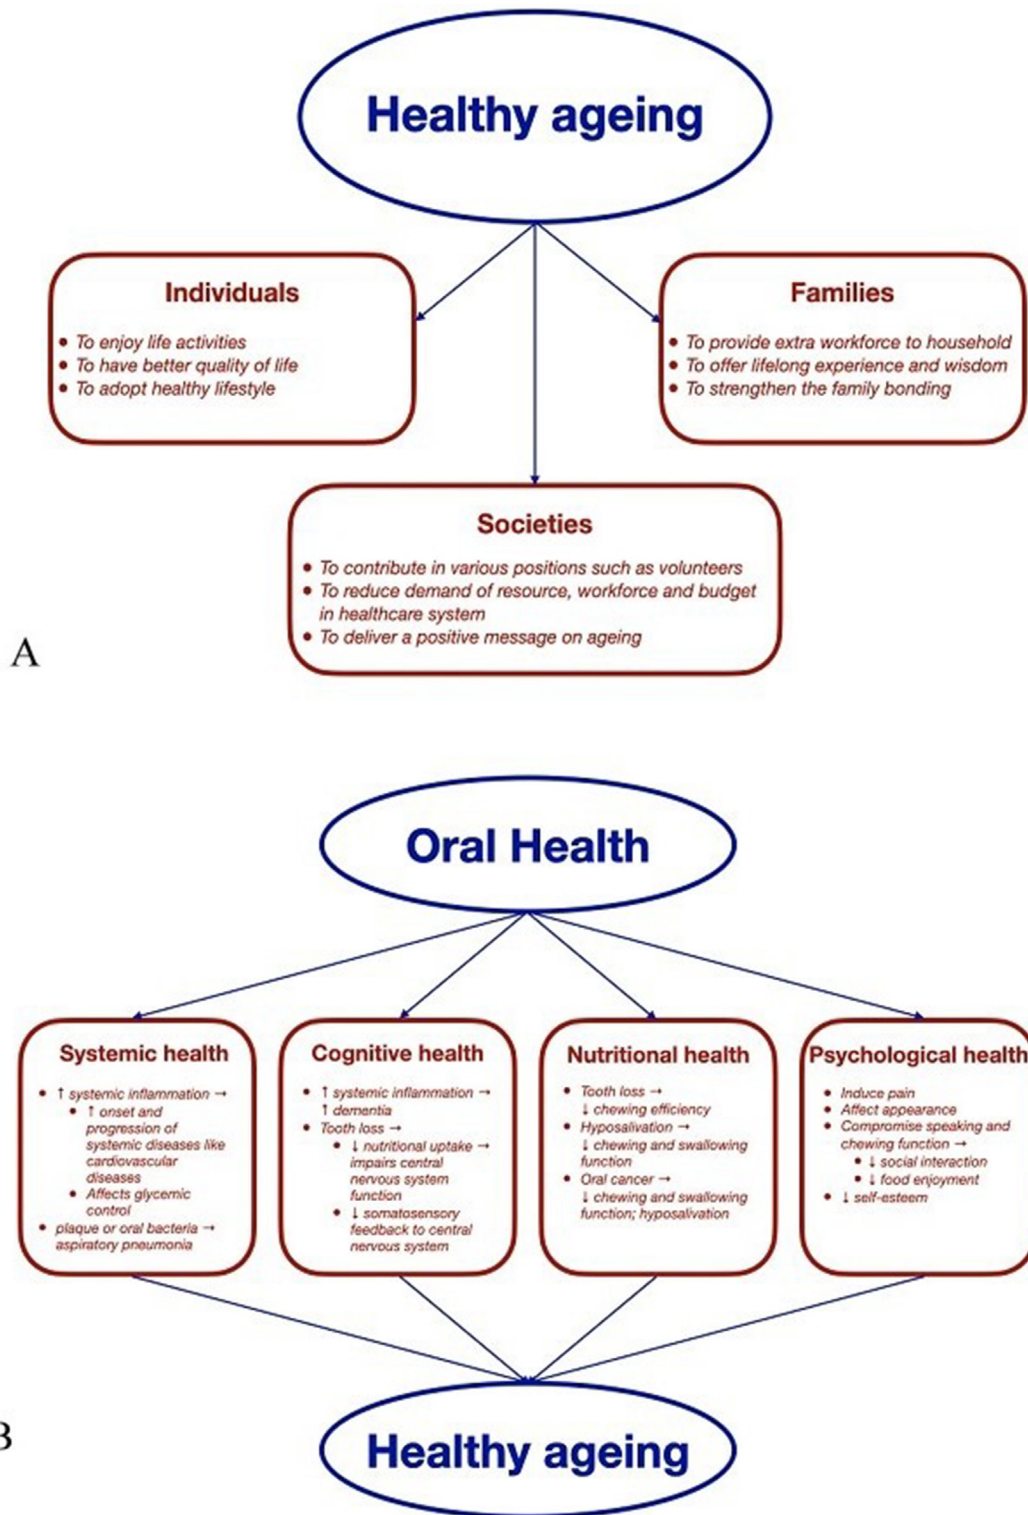 Healthy ageing
Individuals
• To enjoy life activities
• To have better quality of life
• To adopt healthy lifestyle
Families
• To provide extra workforce to household
• To offer lifelong experience and wisdom
• To strengthen the family bonding
Societies
• To contribute in various positions such as volunteers
• To reduce demand of resource, workforce and budget
in healthcare system
• To deliver a positive message on ageing
A
Oral Health
Systemic health
• ↑ systemic inflammation →
• ↑ onset and
progression of
systemic diseases like
cardiovascular
diseases
• Affects glycemic
control
• plaque or oral bacteria →
aspiratory pneumonia
Cognitive health
• ↑ systemic inflammation →
↑ dementia
• Tooth loss →
• ↓ nutritional uptake →
impairs central
nervous system
function
• ↓ somatosensory
feedback to central
nervous system
Nutritional health
• Tooth loss →
↓ chewing efficiency
• Hyposalivation →
↓ chewing and swallowing
function
• Oral cancer →
↓ chewing and swallowing
function; hyposalivation
Psychological health
• Induce pain
• Affect appearance
• Compromise speaking and
chewing function →
• ↓ social interaction
• ↓ food enjoyment
• ↓ self-esteem
B
Healthy ageing